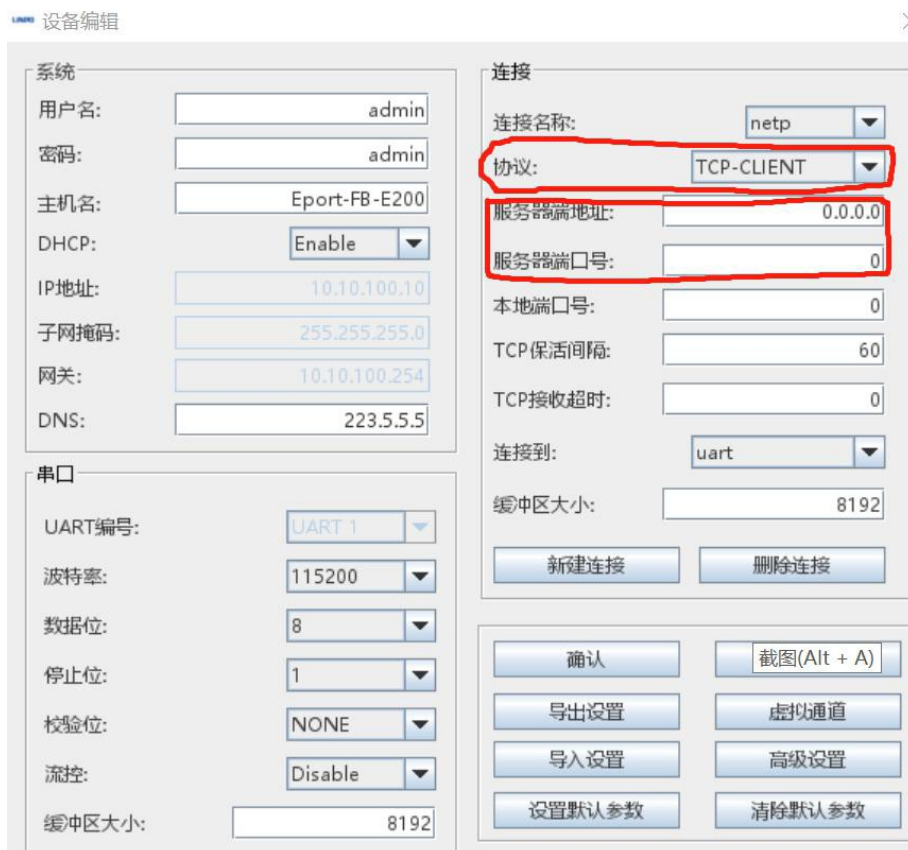 设备编辑
系统
用户名: admin
密码: admin
主机名: Eport-FB-E200
DHCP: Enable
IP地址: 10.10.100.10
子网掩码: 255.255.255.0
网关: 10.10.100.254
DNS: 223.5.5.5
串口
UART编号: UART 1
波特率: 115200
数据位: 8
停止位: 1
校验位: NONE
流控: Disable
缓冲区大小: 8192
连接
连接名称: netp
协议: TCP-CLIENT
服务器端地址: 0.0.0.0
服务器端口号: 0
本地端口号: 0
TCP保活间隔: 60
TCP接收超时: 0
连接到: uart
缓冲区大小: 8192
新建连接 删除连接
确认 截图(Alt + A)
导出设置 虚拟通道
导入设置 高级设置
设置默认参数 清除默认参数